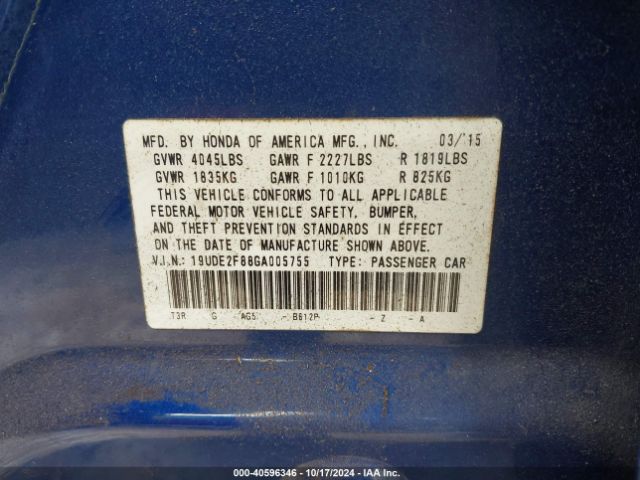 MFD. BY HONDA OF AMERICA MFG., INC. 03/'15
GVWR 4045LBS GAWR F 2227LBS R 1819LBS
GVWR 1835KG GAWR F 1010KG R 825KG
THIS VEHICLE CONFORMS TO ALL APPLICABLE
FEDERAL MOTOR VEHICLE SAFETY, BUMPER,
AND THEFT PREVENTION STANDARDS IN EFFECT
ON THE DATE OF MANUFACTURE SHOWN ABOVE.
V.I.N.: 19UDE2F88GA005755 TYPE: PASSENGER CAR
T3R G AG5 B612P Z A
000-40596346 | 10/17/2024 | IAA Inc.